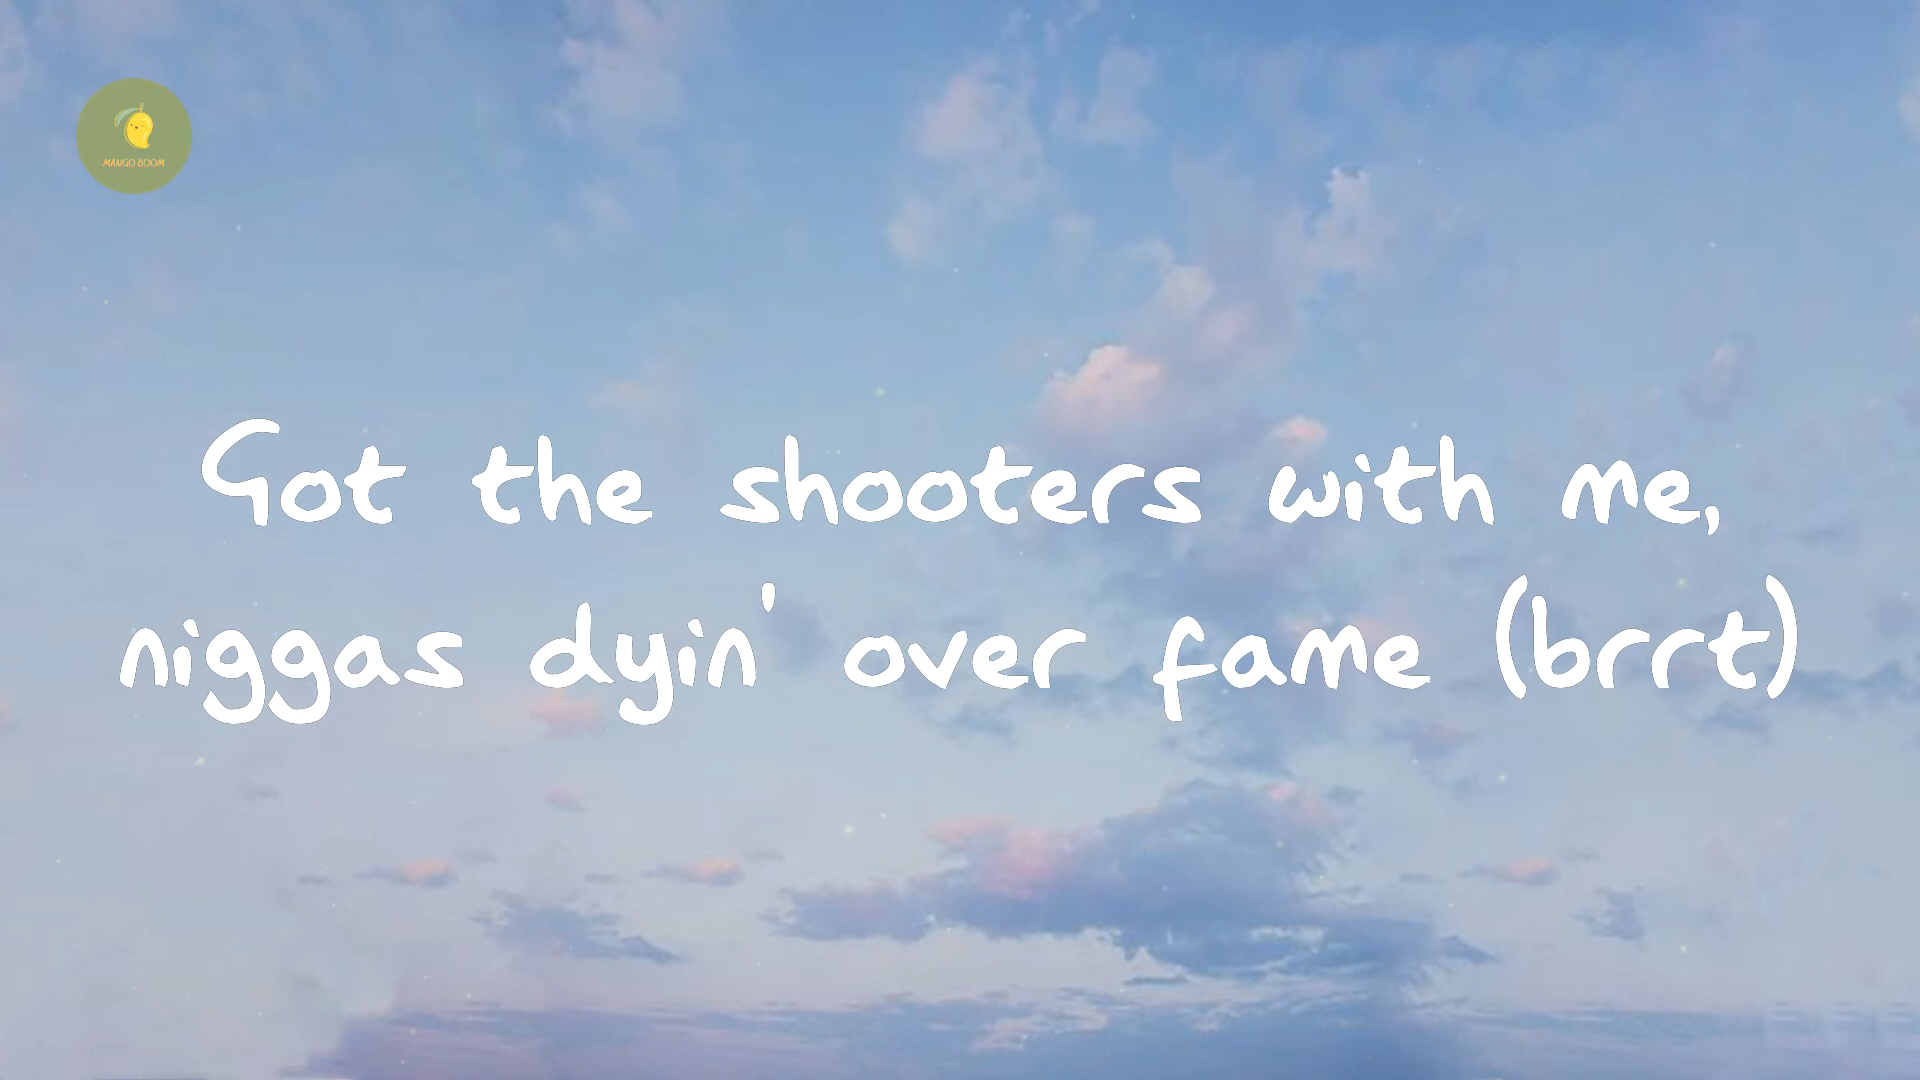 MANGO BOOM
Got the shooters with me,
niggas dyin' over fame (brrt)